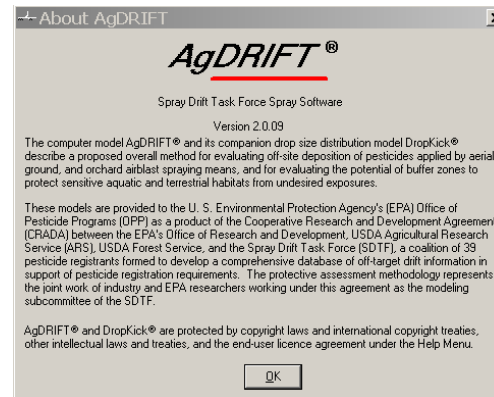 About AgDRIFT
AgDRIFT ®
Spray Drift Task Force Spray Software
Version 2.0.09
The computer model AgDRIFT® and its companion drop size distribution model DropKick®
describe a proposed overall method for evaluating off-site deposition of pesticides applied by aerial
ground, and orchard airblast spraying means, and for evaluating the potential of buffer zones to
protect sensitive aquatic and terrestrial habitats from undesired exposures.
These models are provided to the U. S. Environmental Protection Agency's (EPA) Office of
Pesticide Programs (OPP) as a product of the Cooperative Research and Development Agreement
(CRADA) between the EPA's Office of Research and Development, USDA Agricultural Research
Service (ARS), USDA Forest Service, and the Spray Drift Task Force (SDTF), a coalition of 39
pesticide registrants formed to develop a comprehensive database of off-target drift information in
support of pesticide registration requirements. The protective assessment methodology represents
the joint work of industry and EPA researchers working under this agreement as the modeling
subcommittee of the SDTF.
AgDRIFT® and DropKick® are protected by copyright laws and international copyright treaties,
other intellectual laws and treaties, and the end-user licence agreement under the Help Menu.
OK